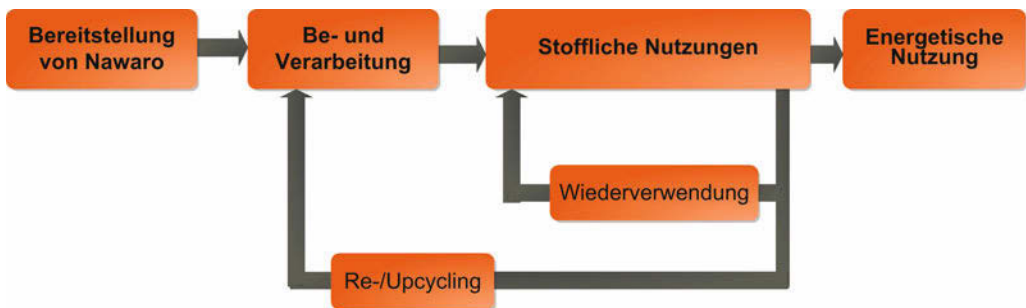 Bereitstellung
von Nawaro
Be- und
Verarbeitung
Stoffliche Nutzungen
Energetische
Nutzung
Wiederverwendung
Re-/Upcycling